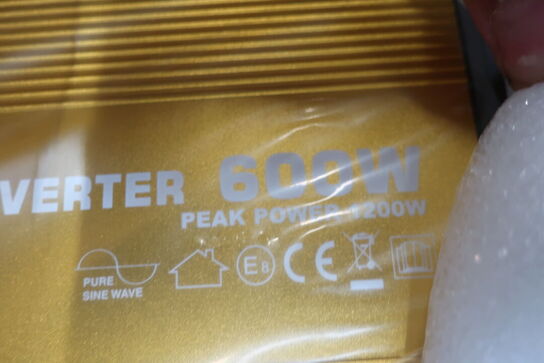 VERTER 600W
PEAK POWER 1200W
E8 CE
PURE
SINE WAVE